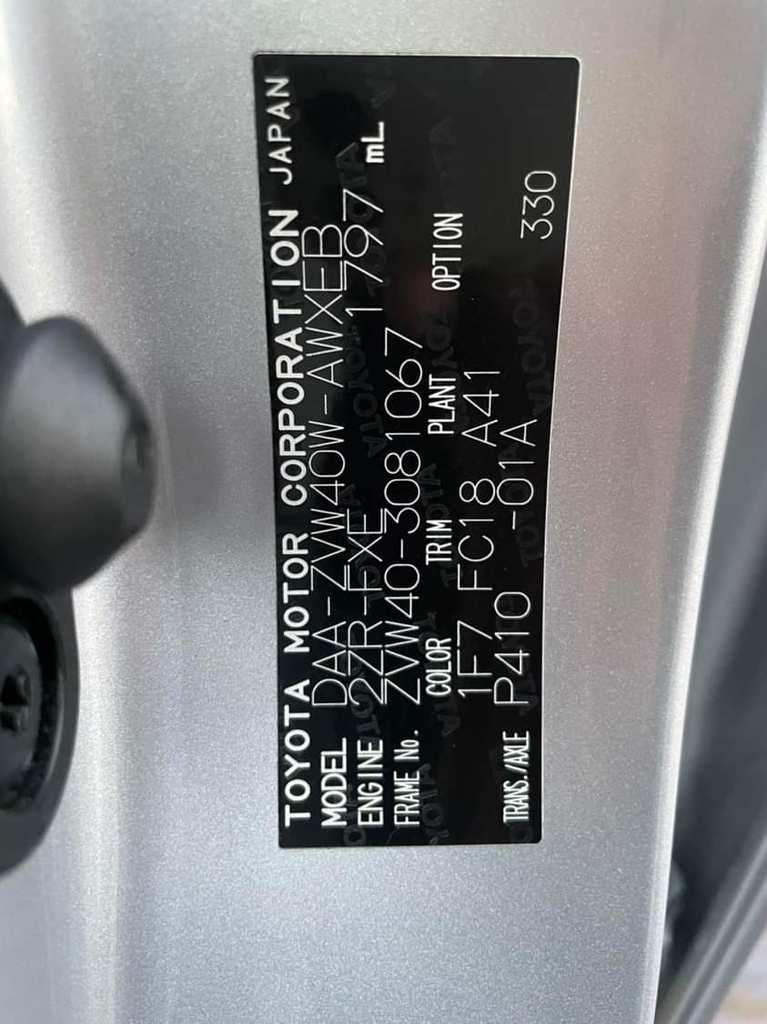 TOYOTA MOTOR CORPORATION JAPAN
MODEL DAA-ZVW40W-AWXEB
ENGINE 2ZR-FXE 1797 mL
FRAME No. ZVW40-3081067
COLOR TRIM PLANT OPTION
1F7 FC18 A41
TRANS./AXLE P410 -01A 330